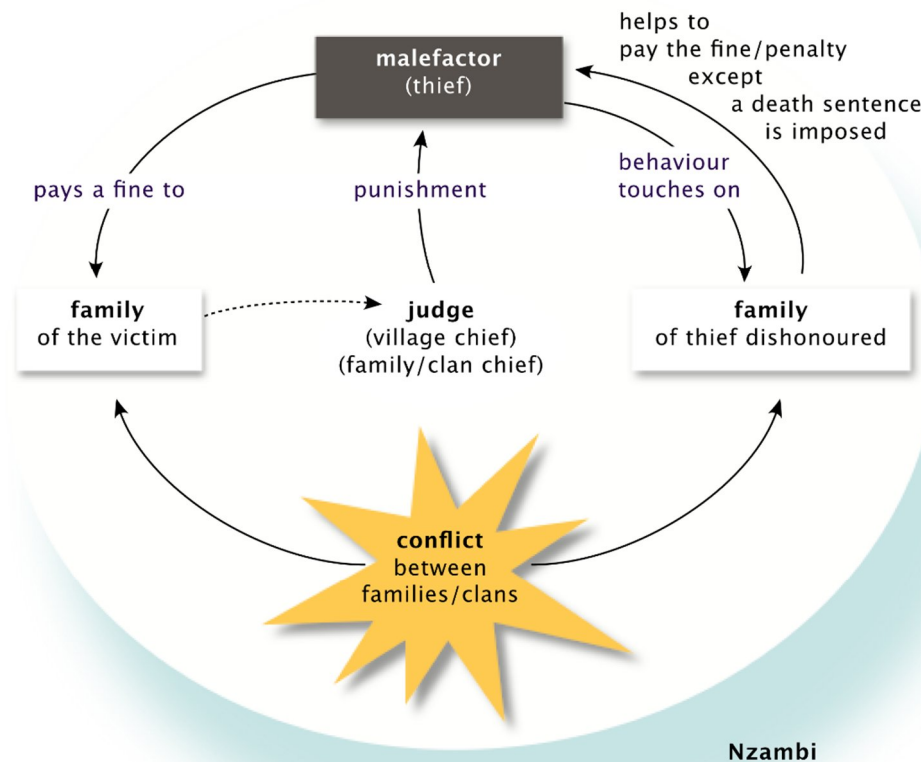 helps to
pay the fine/penalty
except
a death sentence
is imposed
malefactor
(thief)
pays a fine to
punishment
behaviour
touches on
family
of the victim
judge
(village chief)
(family/clan chief)
family
of thief dishonoured
conflict
between
families/clans
Nzambi